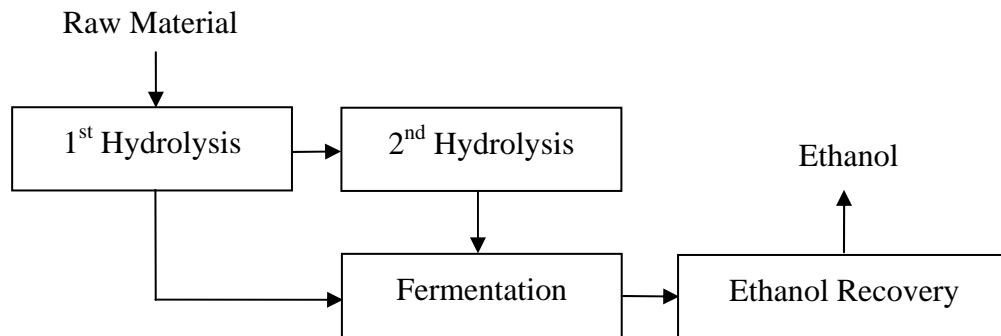 Raw Material
1st Hydrolysis
2nd Hydrolysis
Ethanol
Fermentation
Ethanol Recovery